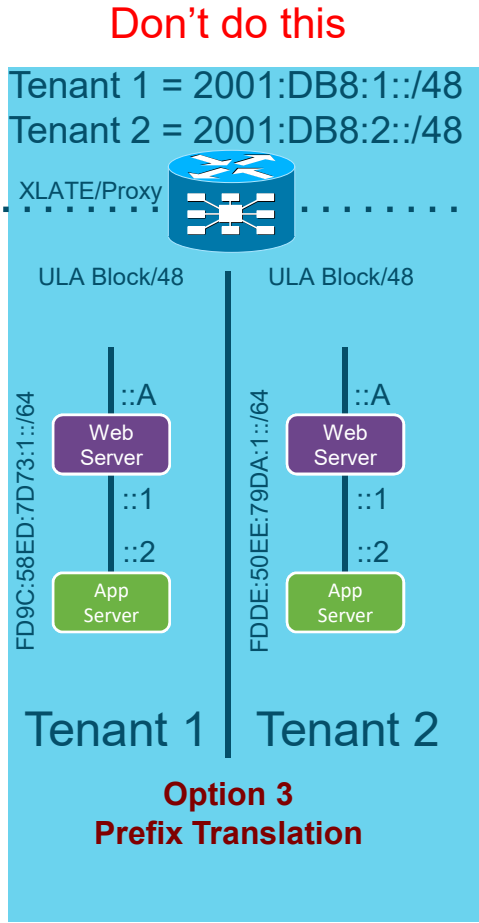 Don't do this
Tenant 1 = 2001:DB8:1::/48
Tenant 2 = 2001:DB8:2::/48
XLATE/Proxy
ULA Block/48
ULA Block/48
FD9C:58ED:7D73:1::/64
::A
Web
Server
::1
::2
App
Server
FDDE:50EE:79DA:1::/64
::A
Web
Server
::1
::2
App
Server
Tenant 1
Tenant 2
Option 3
Prefix Translation